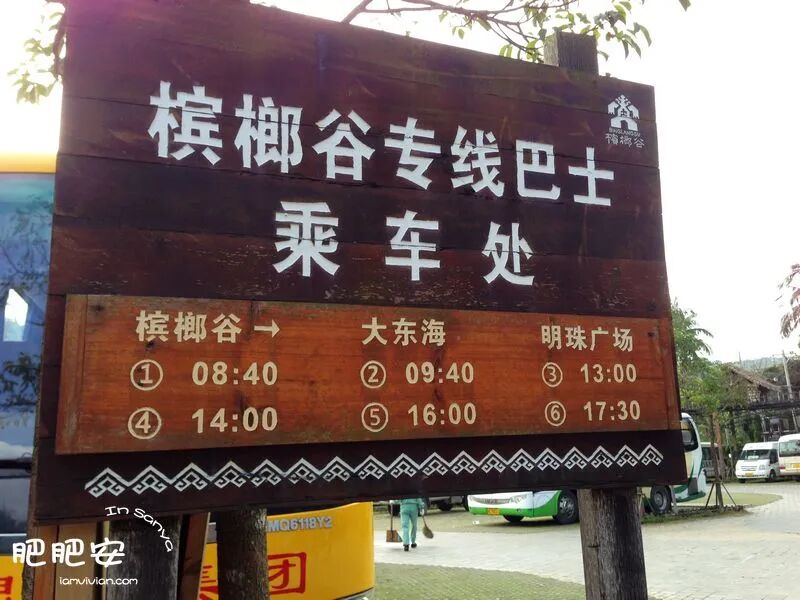 槟榔谷专线巴士
乘车处
BINGLANGGU
槟榔谷
槟榔谷→ 大东海 明珠广场
① 08:40 ② 09:40 ③ 13:00
④ 14:00 ⑤ 16:00 ⑥ 17:30
MQ6118Y2
集团
In Sanya
肥肥安
iamvivian.com